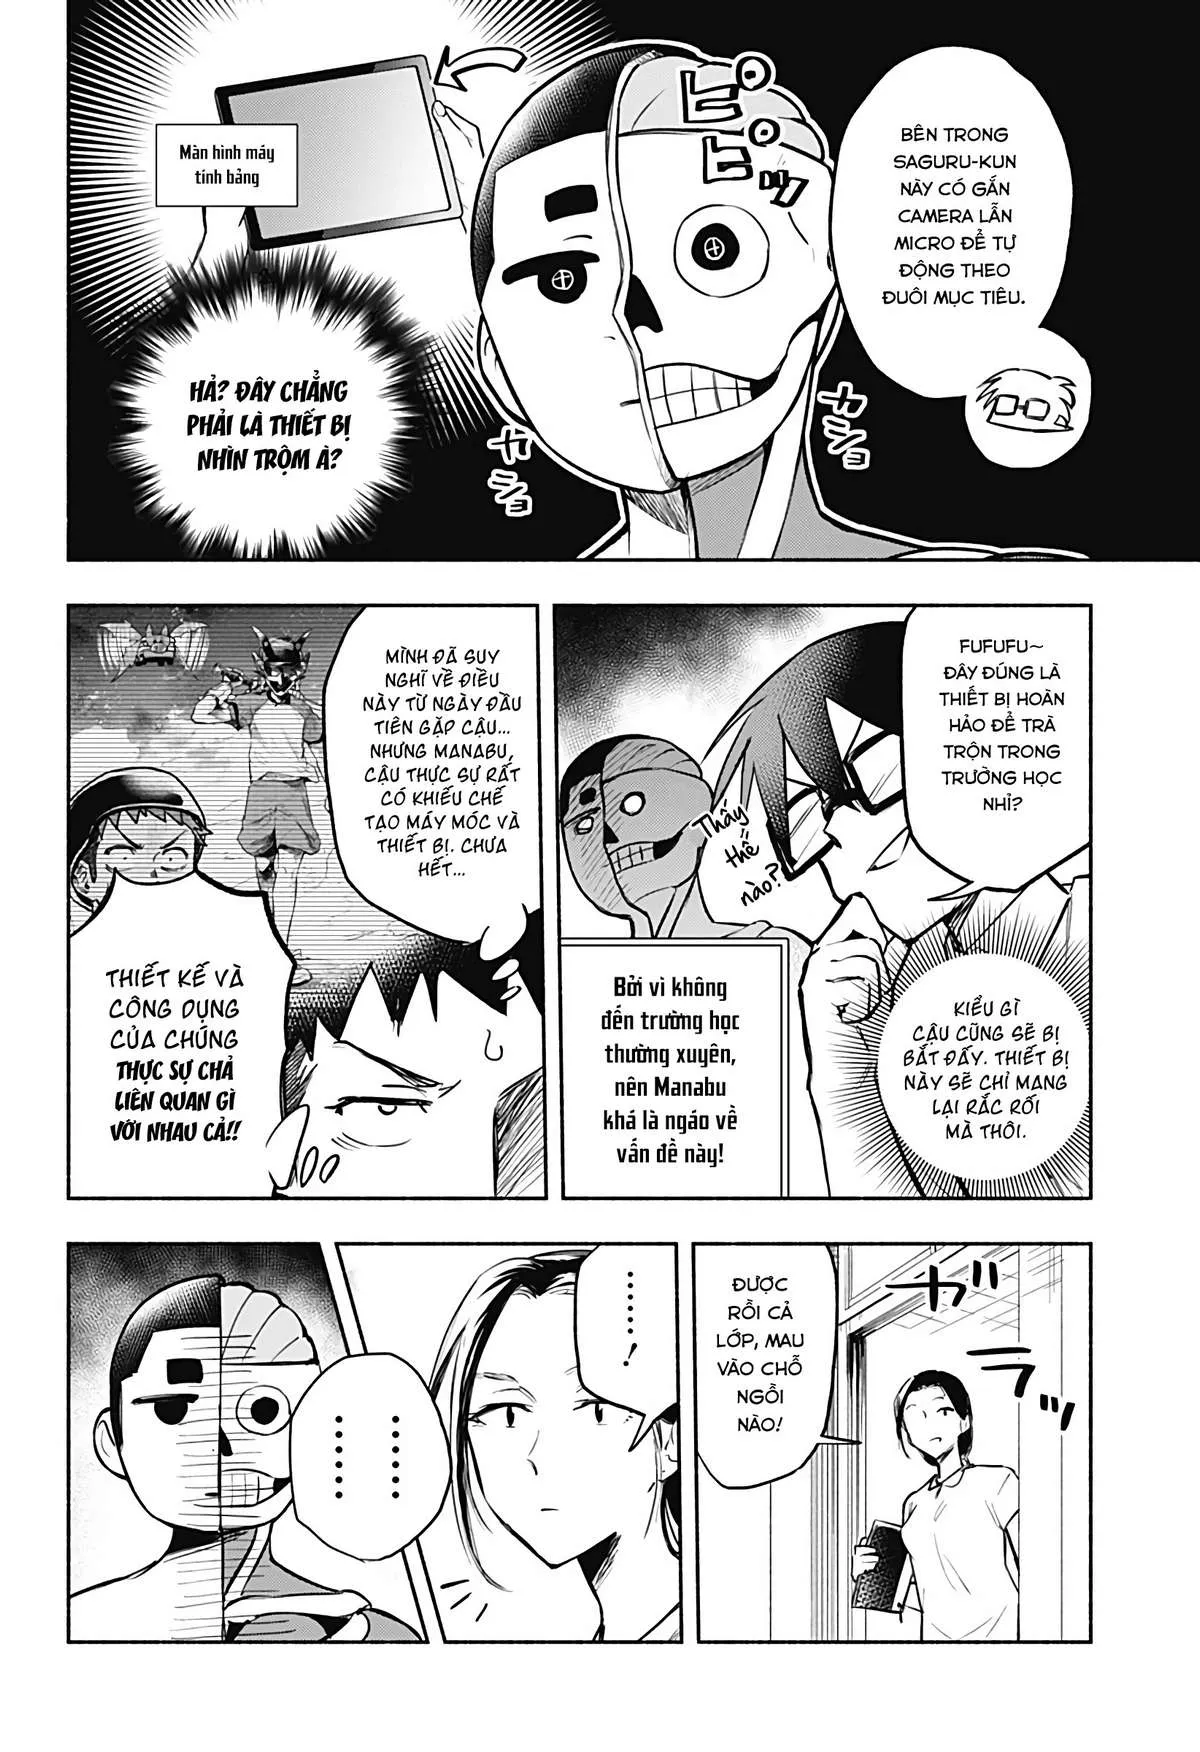 BÊN TRONG
SAGURU-KUN
NÀY CÓ GẮN
CAMERA LẪN
MICRO ĐỂ TỰ
ĐỘNG THEO
ĐUÔI MỤC TIÊU.
ピピッ
ピピッ
Màn hình máy
tính bảng
HẢ? ĐÂY CHẲNG
PHẢI LÀ THIẾT BỊ
NHÌN TRỘM À?
カショ
カショ
FUFUFU~
ĐÂY ĐÚNG LÀ
THIẾT BỊ HOÀN
HẢO ĐỂ TRÀ
TRỘN TRONG
TRƯỜNG HỌC
NHỈ?
Thấy
thế
nào?
KIỂU GÌ
CẬU CŨNG SẼ BỊ
BẮT ĐẤY. THIẾT BỊ
NÀY SẼ CHỈ MANG
LẠI RẮC RỐI
MÀ THÔI.
Bởi vì không
đến trường học
thường xuyên,
nên Manabu
khá là ngáo về
vấn đề này!
MÌNH ĐÃ SUY
NGHĨ VỀ ĐIỀU
NÀY TỪ NGÀY ĐẦU
TIÊN GẶP CẬU...
NHƯNG MANABU,
CẬU THỰC SỰ RẤT
CÓ KHIẾU CHẾ
TẠO MÁY MÓC VÀ
THIẾT BỊ. CHƯA
HẾT...
THIẾT KẾ VÀ
CÔNG DỤNG
CỦA CHÚNG
THỰC SỰ CHẢ
LIÊN QUAN GÌ
VỚI NHAU CẢ!!
ガラッ
ĐƯỢC
RỒI CẢ
LỚP, MAU
VÀO CHỖ
NGỒI
NÀO!
......!
......
......